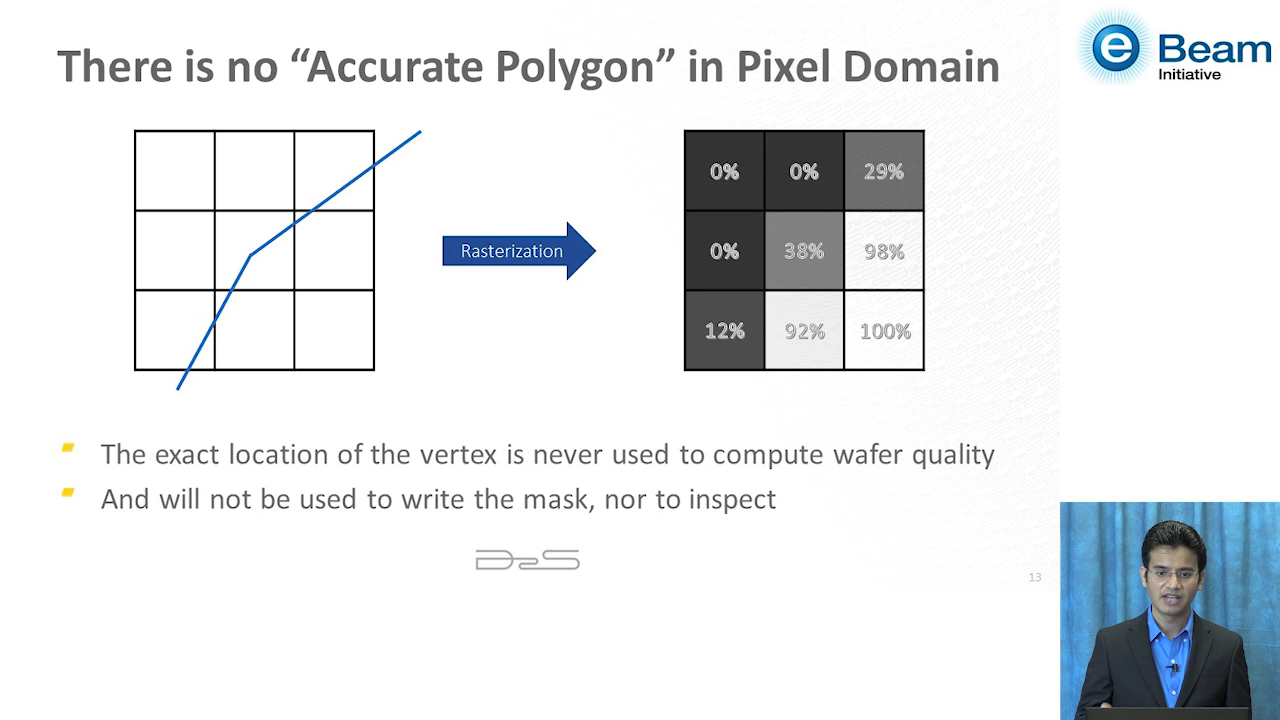 There is no “Accurate Polygon” in Pixel Domain
e Beam
Initiative
0% 0% 29%
Rasterization
0% 38% 98%
12% 92% 100%
The exact location of the vertex is never used to compute wafer quality
And will not be used to write the mask, nor to inspect
D2S
13